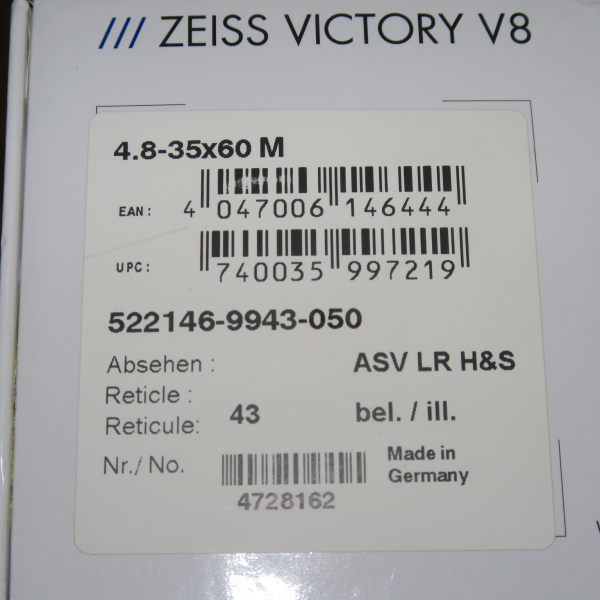 /// ZEISS VICTORY V8
4.8-35x60 M
EAN: 4 047006 146444
UPC: 740035 997219
522146-9943-050
Absehen : ASV LR H&S
Reticle :
Reticule: 43 bel. / ill.
Nr./ No. Made in
Germany
4728162